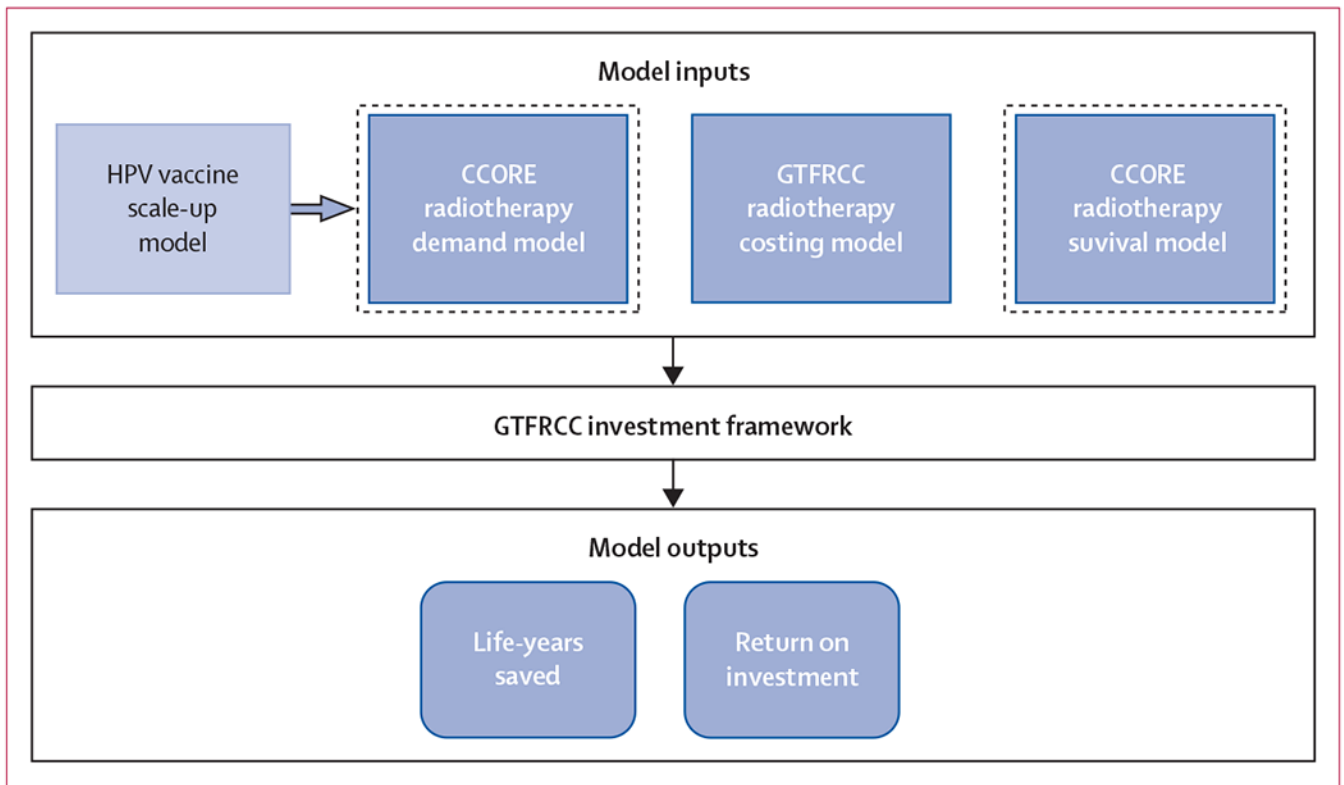 Model inputs
HPV vaccine
scale-up
model
CCORE
radiotherapy
demand model
GTFRCC
radiotherapy
costing model
CCORE
radiotherapy
suvival model
GTFRCC investment framework
Model outputs
Life-years
saved
Return on
investment